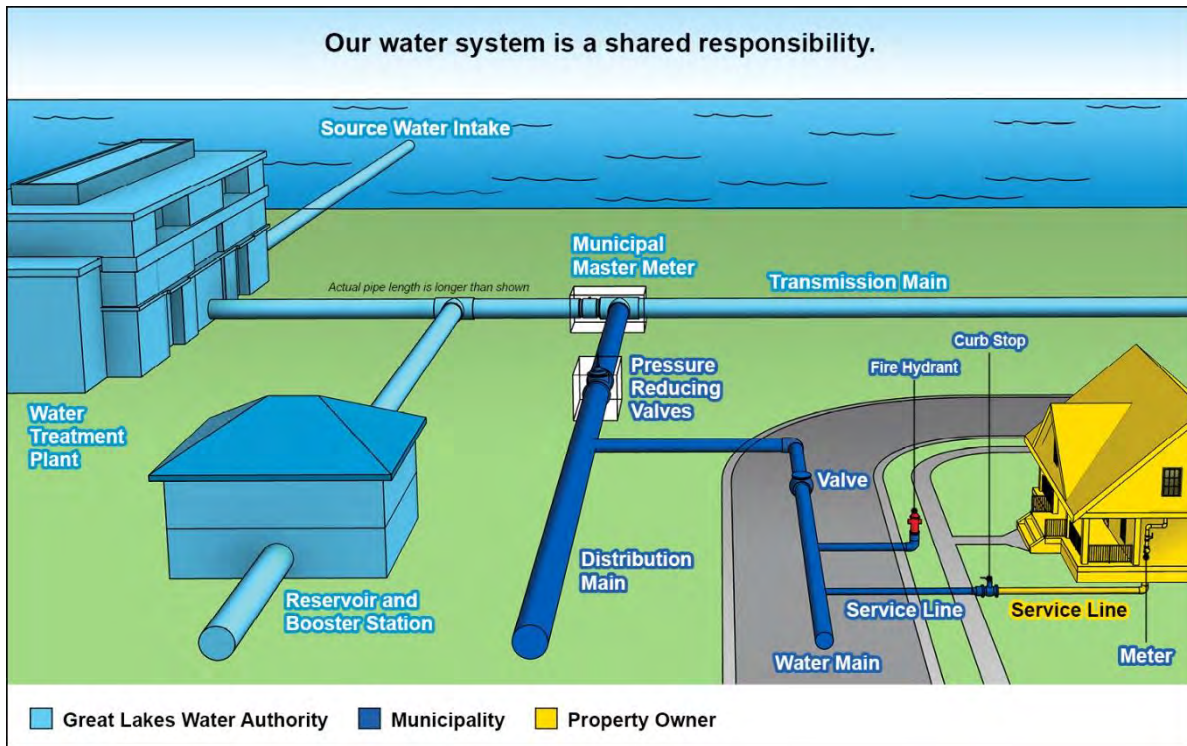 Our water system is a shared responsibility.
Source Water Intake
Municipal
Master Meter
Actual pipe length is longer than shown
Transmission Main
Curb Stop
Fire Hydrant
Pressure
Reducing
Valves
Water
Treatment
Plant
Valve
Distribution
Main
Reservoir and
Booster Station
Service Line
Service Line
Water Main
Meter
Great Lakes Water Authority
Municipality
Property Owner